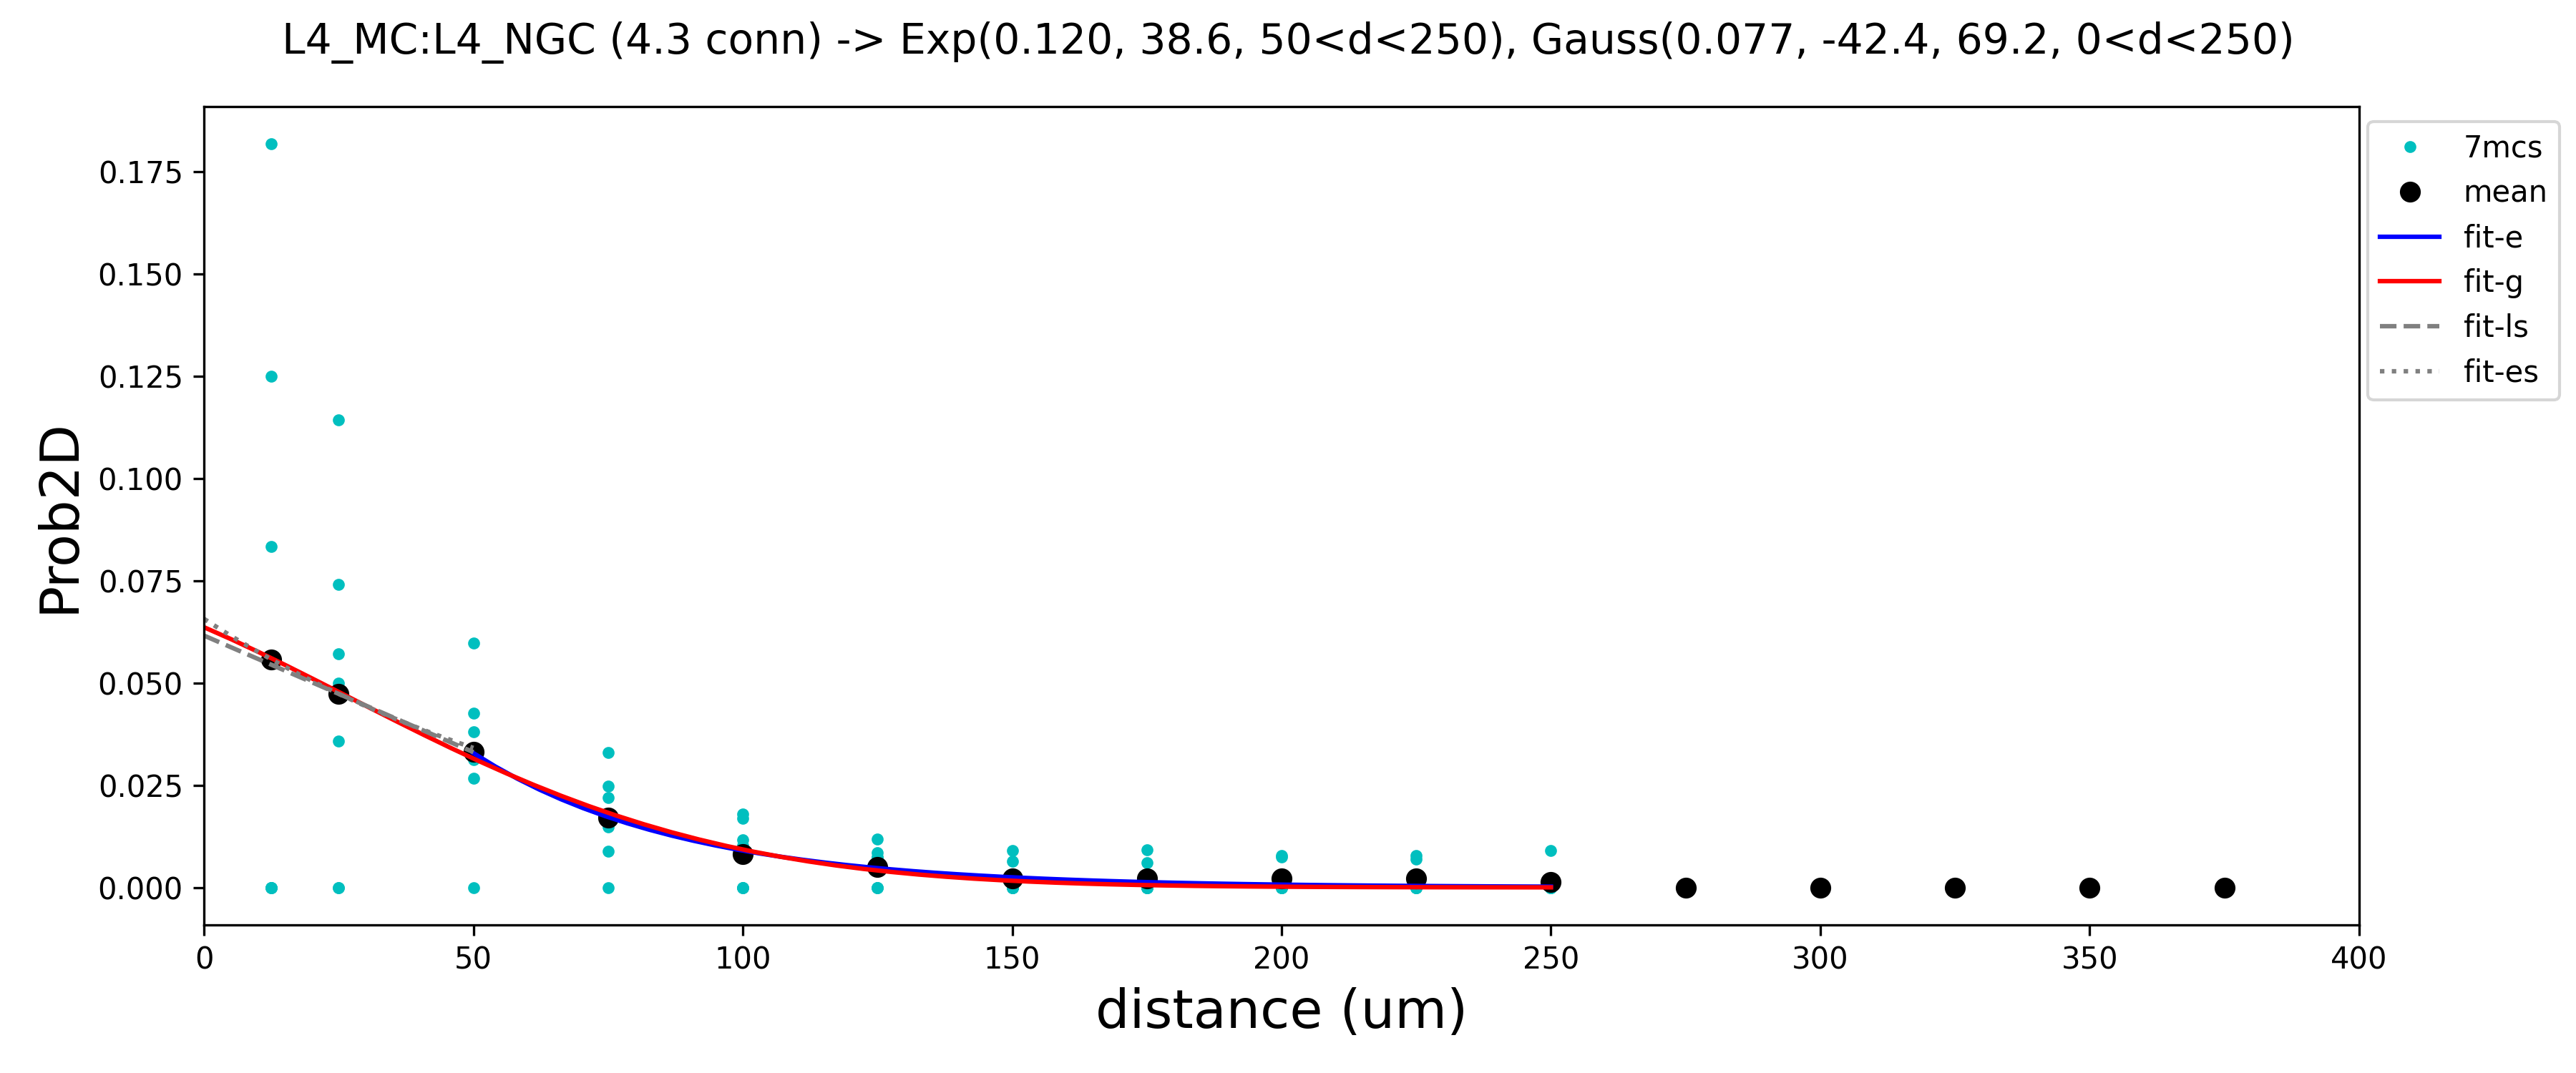 L4_MC:L4_NGC (4.3 conn) -> Exp(0.120, 38.6, 50<d<250), Gauss(0.077, -42.4, 69.2, 0<d<250)
7mcs
mean
fit-e
fit-g
fit-ls
fit-es
Prob2D
0.175
0.150
0.125
0.100
0.075
0.050
0.025
0.000
0 50 100 150 200 250 300 350 400
distance (um)